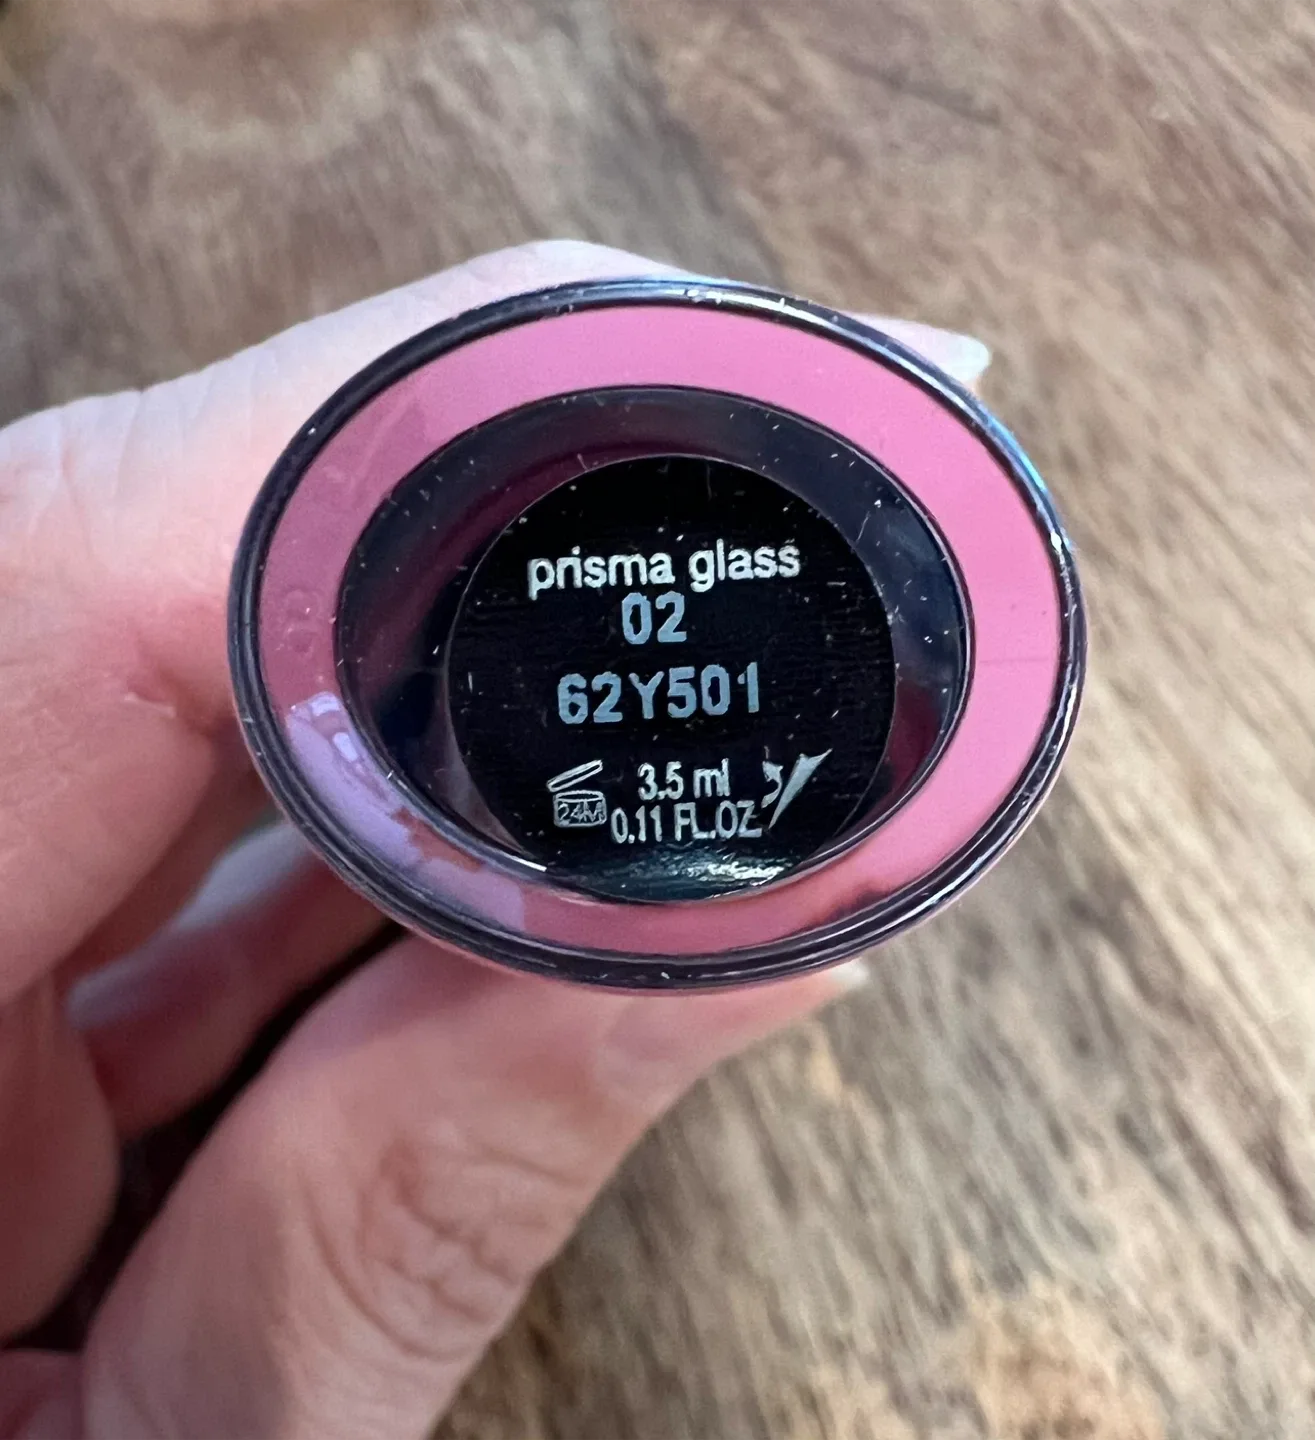 prisma glass
02
62Y501
24M
3.5 ml
0.11 FL.OZ